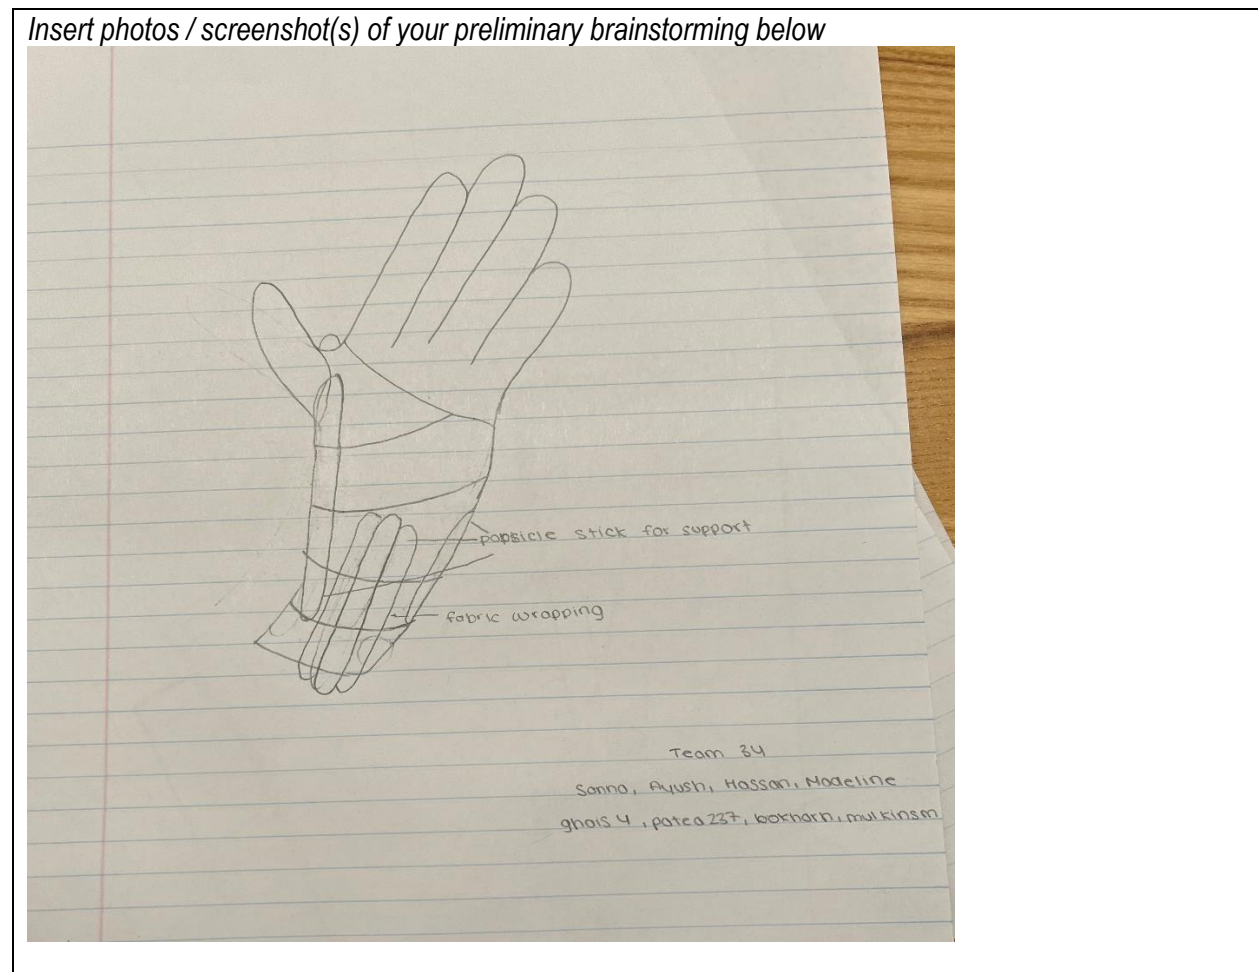 Insert photos / screenshot(s) of your preliminary brainstorming below
popsicle stick for support
fabric wrapping
Team 34
Sanna, Ayush, Hassan, Madeline
ghais4, patea237, bokharh, mulkinsm